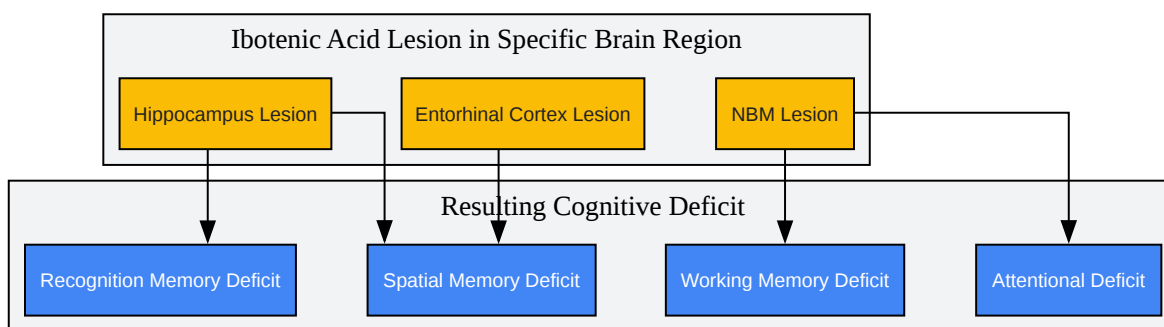 Ibotenic Acid Lesion in Specific Brain Region
Hippocampus Lesion
Entorhinal Cortex Lesion
NBM Lesion
Resulting Cognitive Deficit
Recognition Memory Deficit
Spatial Memory Deficit
Working Memory Deficit
Attentional Deficit